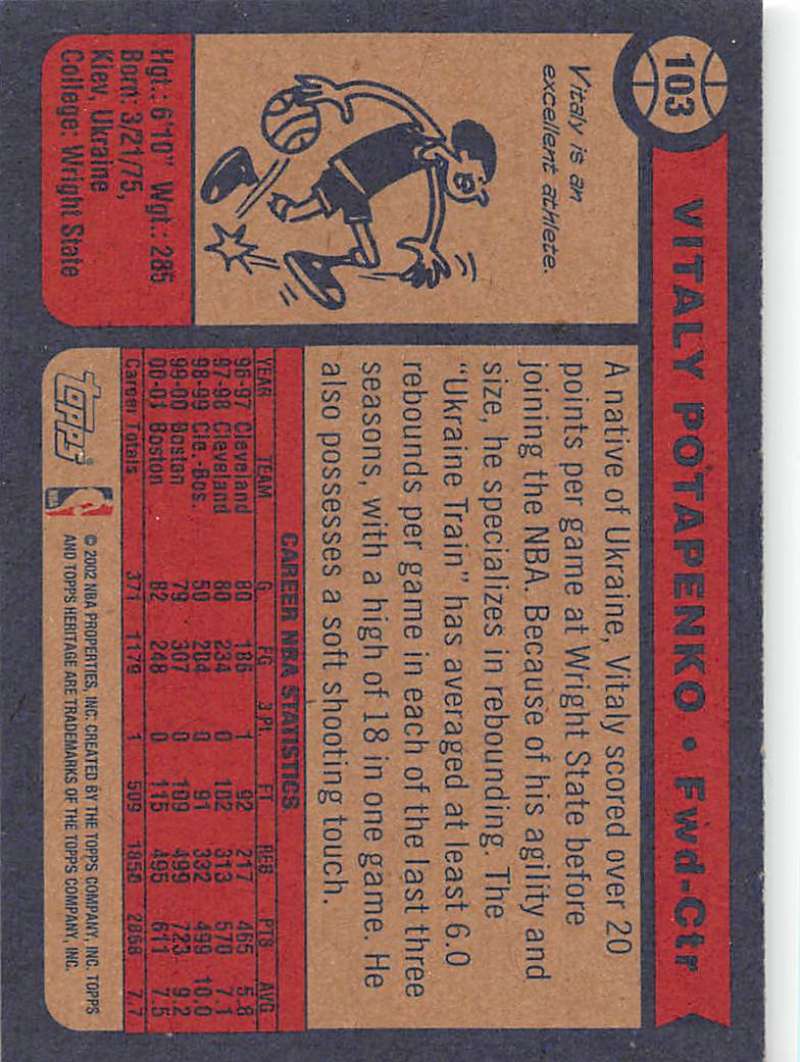 103
VITALY POTAPENKO • Fwd-Ctr
Vitaly is an
excellent athlete.
Hgt.: 6'10" Wgt.: 285
Born: 3/21/75,
Kiev, Ukraine
College: Wright State
A native of Ukraine, Vitaly scored over 20
points per game at Wright State before
joining the NBA. Because of his agility and
size, he specializes in rebounding. The
"Ukraine Train" has averaged at least 6.0
rebounds per game in each of the last three
seasons, with a high of 18 in one game. He
also possesses a soft shooting touch.
CAREER NBA STATISTICS
YEAR TEAM G FG 3 Pt. FT REB PTS AVG
96-97 Cleveland 80 186 1 92 217 465 5.8
97-98 Cleveland 80 234 0 102 313 570 7.1
98-99 Cle.-Bos. 50 204 0 91 332 499 10.0
99-00 Boston 79 307 0 109 499 723 9.2
00-01 Boston 82 248 0 115 495 611 7.5
Career Totals 371 1179 1 509 1856 2868 7.7
topps®
NBA
© 2002 NBA PROPERTIES, INC. CREATED BY THE TOPPS COMPANY, INC. TOPPS
AND TOPPS HERITAGE ARE TRADEMARKS OF THE TOPPS COMPANY, INC.